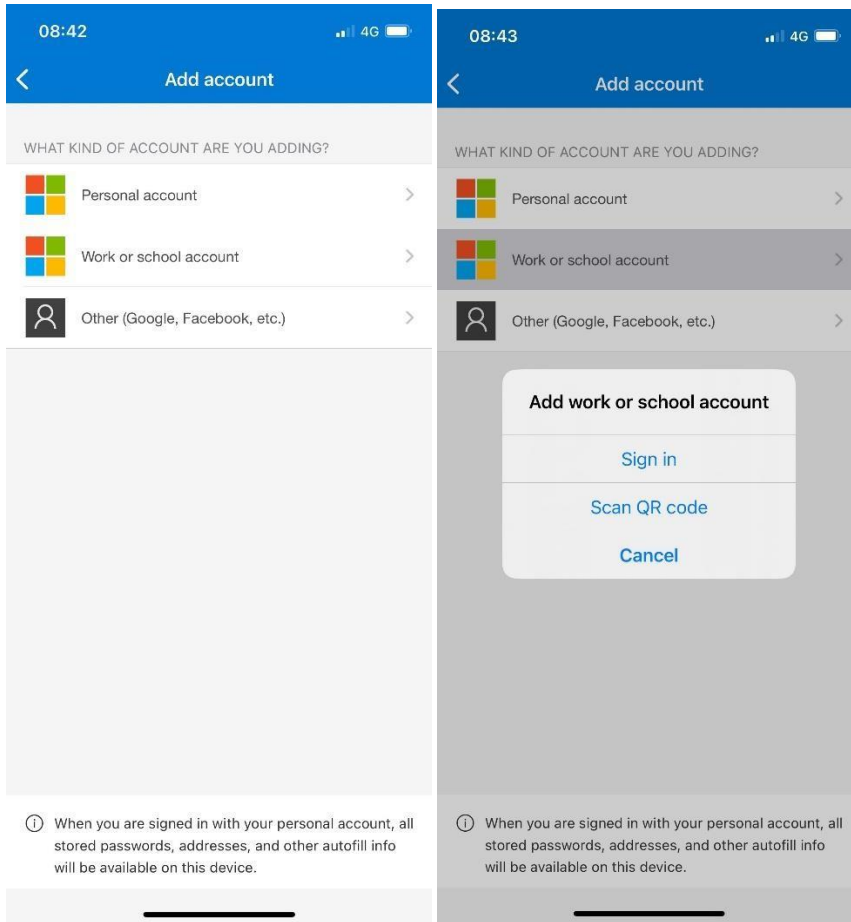 08:42
4G
Add account
WHAT KIND OF ACCOUNT ARE YOU ADDING?
Personal account
Work or school account
Other (Google, Facebook, etc.)
When you are signed in with your personal account, all
stored passwords, addresses, and other autofill info
will be available on this device.
08:43
4G
Add account
WHAT KIND OF ACCOUNT ARE YOU ADDING?
Personal account
Work or school account
Other (Google, Facebook, etc.)
Add work or school account
Sign in
Scan QR code
Cancel
When you are signed in with your personal account, all
stored passwords, addresses, and other autofill info
will be available on this device.